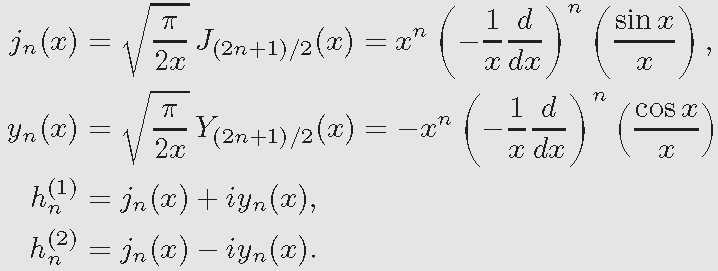 j_n(x) = \sqrt{\frac{\pi}{2x}} J_{(2n+1)/2}(x) = x^n \left( -\frac{1}{x} \frac{d}{dx} \right)^n \left( \frac{\sin x}{x} \right),
y_n(x) = \sqrt{\frac{\pi}{2x}} Y_{(2n+1)/2}(x) = -x^n \left( -\frac{1}{x} \frac{d}{dx} \right)^n \left( \frac{\cos x}{x} \right)
h_n^{(1)} = j_n(x) + iy_n(x),
h_n^{(2)} = j_n(x) - iy_n(x).